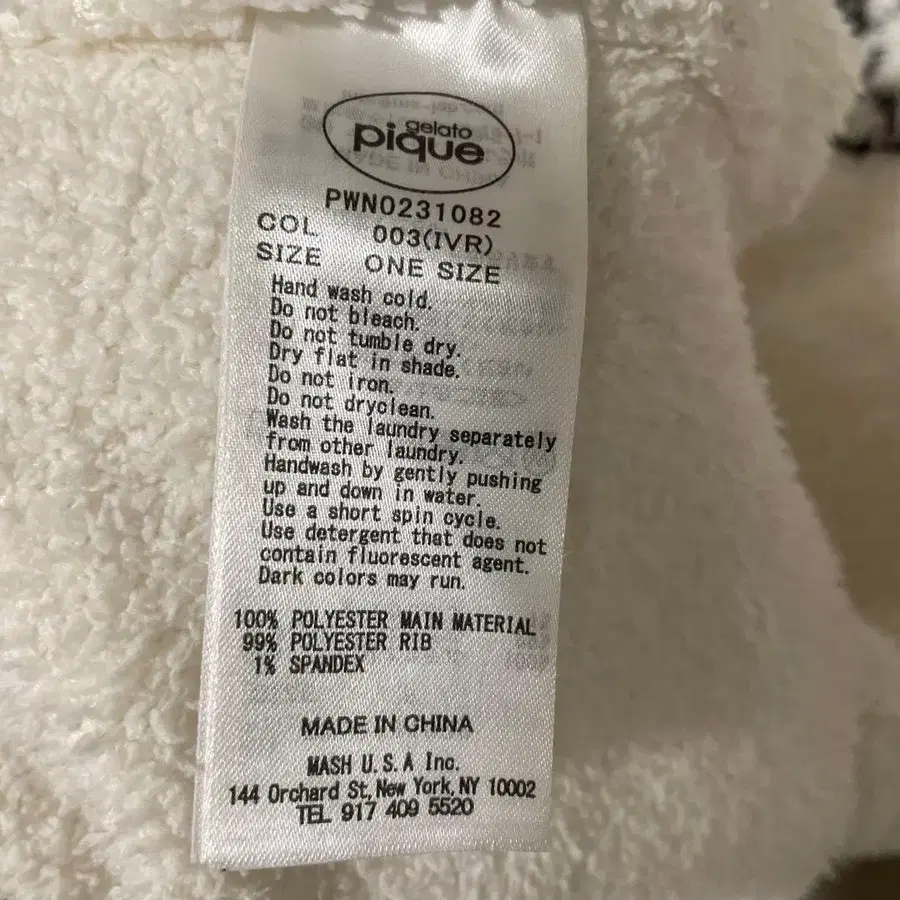 gelato
pique
PWNO231082
COL 003(IVR)
SIZE ONE SIZE
Hand wash cold.
Do not bleach.
Do not tumble dry.
Dry flat in shade.
Do not iron.
Do not dryclean.
Wash the laundry separately
from other laundry.
Handwash by gently pushing
up and down in water.
Use a short spin cycle.
Use detergent that does not
contain fluorescent agent.
Dark colors may run.
100% POLYESTER MAIN MATERIAL
99% POLYESTER RIB
1% SPANDEX
MADE IN CHINA
MASH U.S.A Inc.
144 Orchard St, New York, NY 10002
TEL 917 409 5520